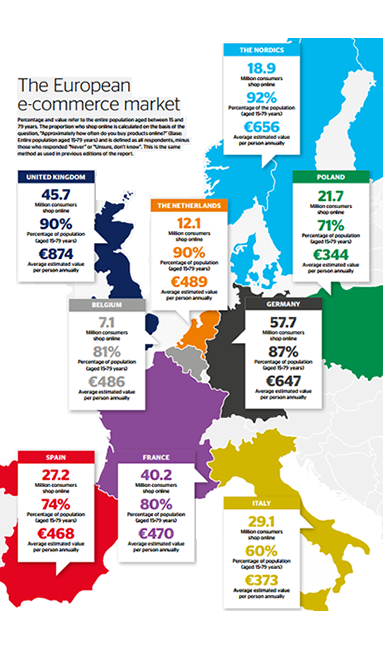 The European
e-commerce market
Percentage and value refer to the entire population aged between 15 and
79 years. The proportion who shop online is calculated on the basis of the
question, "Approximately how often do you buy products online?" (Base:
Entire population aged 15-79 years) and is defined as all respondents, minus
those who responded "Never" or "Unsure, don't know". This is the same
method as used in previous editions of the report.
THE NORDICS
18.9
Million consumers
shop online
92%
Percentage of the population
(aged 15-79 years)
€656
Average estimated value
per person annually
UNITED KINGDOM
45.7
Million consumers
shop online
90%
Percentage of population
(aged 15-79 years)
€874
Average estimated value
per person annually
THE NETHERLANDS
12.1
Million consumers
shop online
90%
Percentage of population
(aged 15-79 years)
€489
Average estimated value
per person annually
POLAND
21.7
Million consumers
shop online
71%
Percentage of population
(aged 15-79 years)
€344
Average estimated value
per person annually
BELGIUM
7.1
Million consumers
shop online
81%
Percentage of population
(aged 15-79 years)
€486
Average estimated value
per person annually
GERMANY
57.7
Million consumers
shop online
87%
Percentage of population
(aged 15-79 years)
€647
Average estimated value
per person annually
SPAIN
27.2
Million consumers
shop online
74%
Percentage of population
(aged 15-79 years)
€468
Average estimated value
per person annually
FRANCE
40.2
Million consumers
shop online
80%
Percentage of population
(aged 15-79 years)
€470
Average estimated value
per person annually
ITALY
29.1
Million consumers
shop online
60%
Percentage of population
(aged 15-79 years)
€373
Average estimated value
per person annually